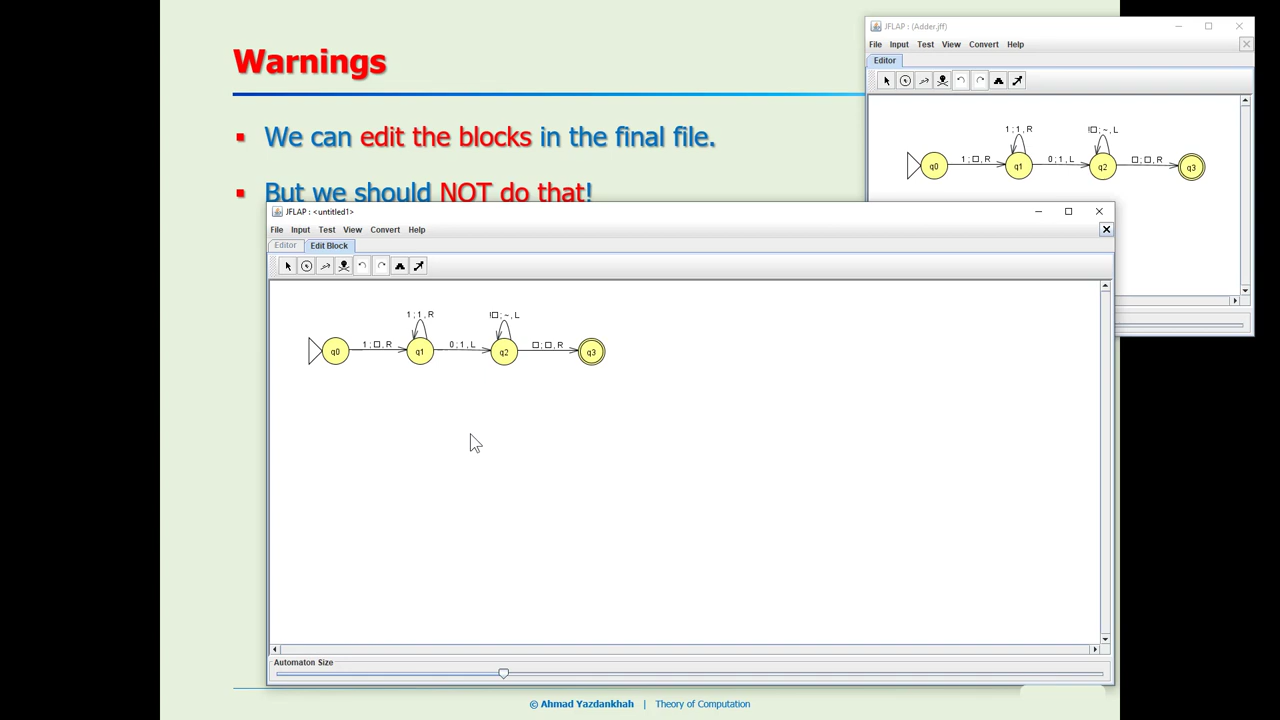 Warnings
▪ We can edit the blocks in the final file.
▪ But we should NOT do that!
JFLAP : (Adder.jff)
File Input Test View Convert Help
Editor
1 ; 1 , R
!□ ; ~ , L
q0 1 ; □ , R q1 0 ; 1 , L q2 □ ; □ , R q3
JFLAP : <untitled1>
File Input Test View Convert Help
Editor Edit Block
1 ; 1 , R
!□ ; ~ , L
q0 1 ; □ , R q1 0 ; 1 , L q2 □ ; □ , R q3
Automaton Size
© Ahmad Yazdankhah | Theory of Computation